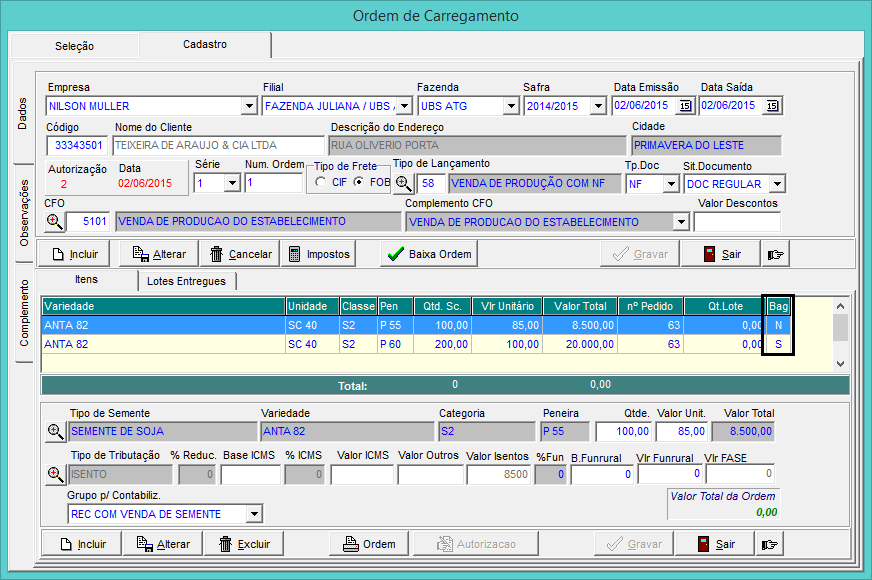 Ordem de Carregamento
Seleção Cadastro
Dados
Observações
Complemento
Empresa Filial Fazenda Safra Data Emissão Data Saída
NILSON MULLER FAZENDA JULIANA / UBS UBS ATG 2014/2015 02/06/2015 15 02/06/2015 15
Código Nome do Cliente Descrição do Endereço Cidade
33343501 TEIXEIRA DE ARAUJO & CIA LTDA RUA OLIVERIO PORTA PRIMAVERA DO LESTE
Autorização Data Série Num. Ordem Tipo de Frete Tipo de Lançamento Tp.Doc Sit.Documento
2 02/06/2015 1 1 CIF FOB 58 VENDA DE PRODUÇÃO COM NF NF DOC REGULAR
CFO Complemento CFO Valor Descontos
5101 VENDA DE PRODUCAO DO ESTABELECIMENTO VENDA DE PRODUCAO DO ESTABELECIMENTO
Incluir Alterar Cancelar Impostos Baixa Ordem Gravar Sair
Itens Lotes Entregues
Variedade Unidade Classe Pen Qtd. Sc. Vlr Unitário Valor Total nº Pedido Qt.Lote Bag
ANTA 82 SC 40 S2 P 55 100,00 85,00 8.500,00 63 0,00 N
ANTA 82 SC 40 S2 P 60 200,00 100,00 20.000,00 63 0,00 S
Total: 0 0,00
Tipo de Semente Variedade Categoria Peneira Qtde. Valor Unit. Valor Total
SEMENTE DE SOJA ANTA 82 S2 P 55 100,00 85,00 8.500,00
Tipo de Tributação % Reduc. Base ICMS % ICMS Valor ICMS Valor Outros Valor Isentos %Fun B.Funrural Vlr Funrural Vlr FASE
ISENTO 0 0 8500 0 0 0 0
Grupo p/ Contabiliz. Valor Total da Ordem
REC COM VENDA DE SEMENTE 0,00
Incluir Alterar Excluir Ordem Autorizacao Gravar Sair